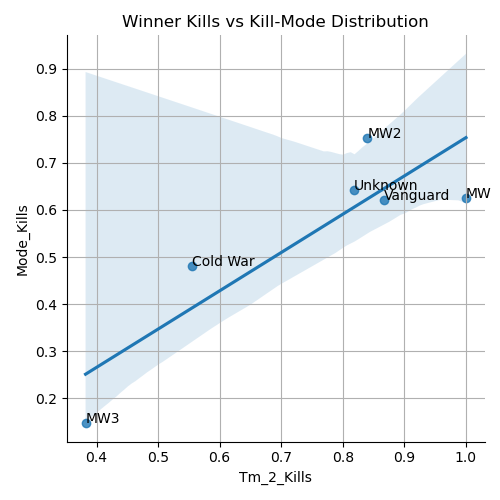 Winner Kills vs Kill-Mode Distribution
0.9
0.8
MW2
0.7
Unknown
Vanguard
MW
0.6
0.5
Cold War
0.4
0.3
0.2
MW3
Mode_Kills
0.4 0.5 0.6 0.7 0.8 0.9 1.0
Tm_2_Kills